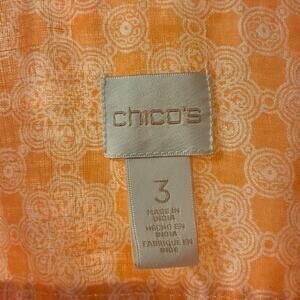 chico's
3
MADE IN
INDIA
HECHO EN
INDIA
FABRIQUE EN
INDE